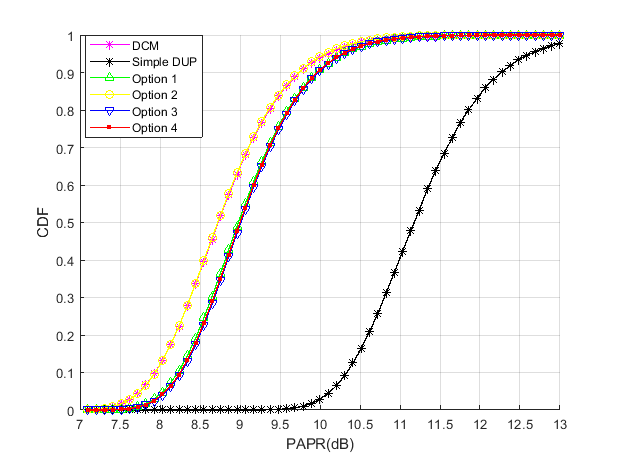 1
0.9
0.8
0.7
0.6
0.5
0.4
0.3
0.2
0.1
0
CDF
DCM
Simple DUP
Option 1
Option 2
Option 3
Option 4
7 7.5 8 8.5 9 9.5 10 10.5 11 11.5 12 12.5 13
PAPR(dB)